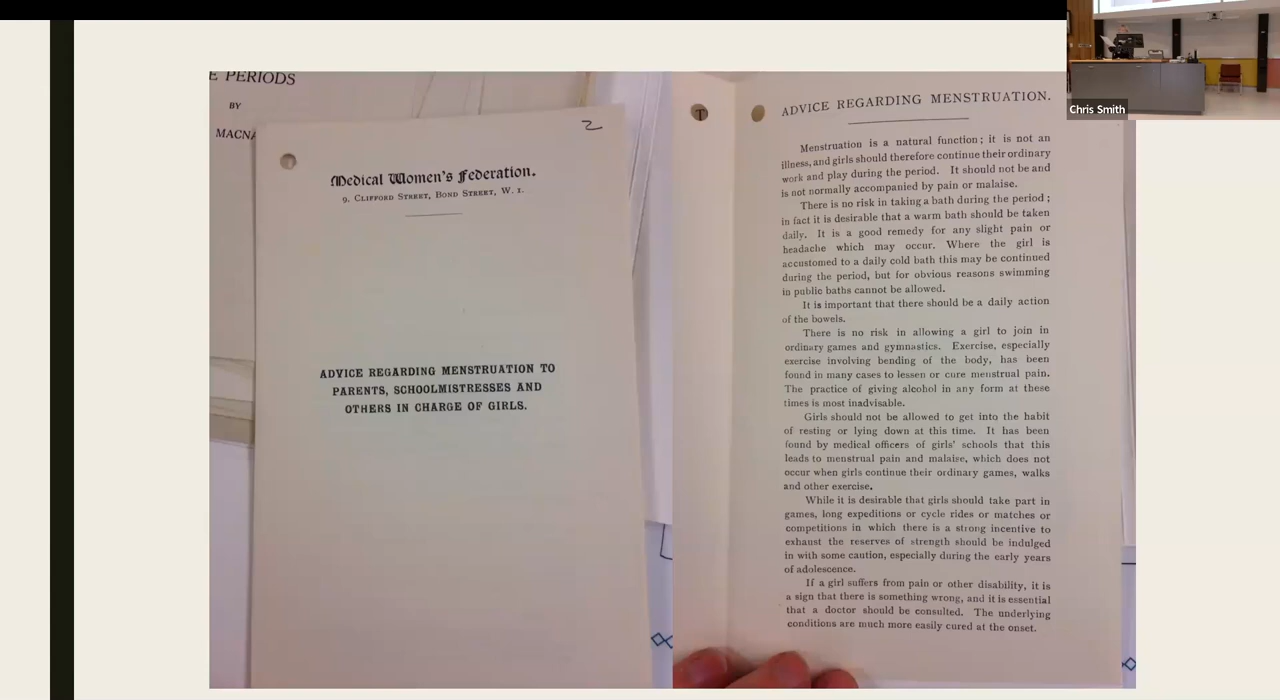 E PERIODS
BY
MACNA
2
Medical Women's Federation.
9, Clifford Street, Bond Street, W. 1.
ADVICE REGARDING MENSTRUATION TO
PARENTS, SCHOOLMISTRESSES AND
OTHERS IN CHARGE OF GIRLS.
T
ADVICE REGARDING MENSTRUATION.
Menstruation is a natural function; it is not an
illness, and girls should therefore continue their ordinary
work and play during the period. It should not be and
is not normally accompanied by pain or malaise.
There is no risk in taking a bath during the period;
in fact it is desirable that a warm bath should be taken
daily. It is a good remedy for any slight pain or
headache which may occur. Where the girl is
accustomed to a daily cold bath this may be continued
during the period, but for obvious reasons swimming
in public baths cannot be allowed.
It is important that there should be a daily action
of the bowels.
There is no risk in allowing a girl to join in
ordinary games and gymnastics. Exercise, especially
exercise involving bending of the body, has been
found in many cases to lessen or cure menstrual pain.
The practice of giving alcohol in any form at these
times is most inadvisable.
Girls should not be allowed to get into the habit
of resting or lying down at this time. It has been
found by medical officers of girls' schools that this
leads to menstrual pain and malaise, which does not
occur when girls continue their ordinary games, walks
and other exercise.
While it is desirable that girls should take part in
games, long expeditions or cycle rides or matches or
competitions in which there is a strong incentive to
exhaust the reserves of strength should be indulged
in with some caution, especially during the early years
of adolescence.
If a girl suffers from pain or other disability, it is
a sign that there is something wrong, and it is essential
that a doctor should be consulted. The underlying
conditions are much more easily cured at the onset.
Chris Smith